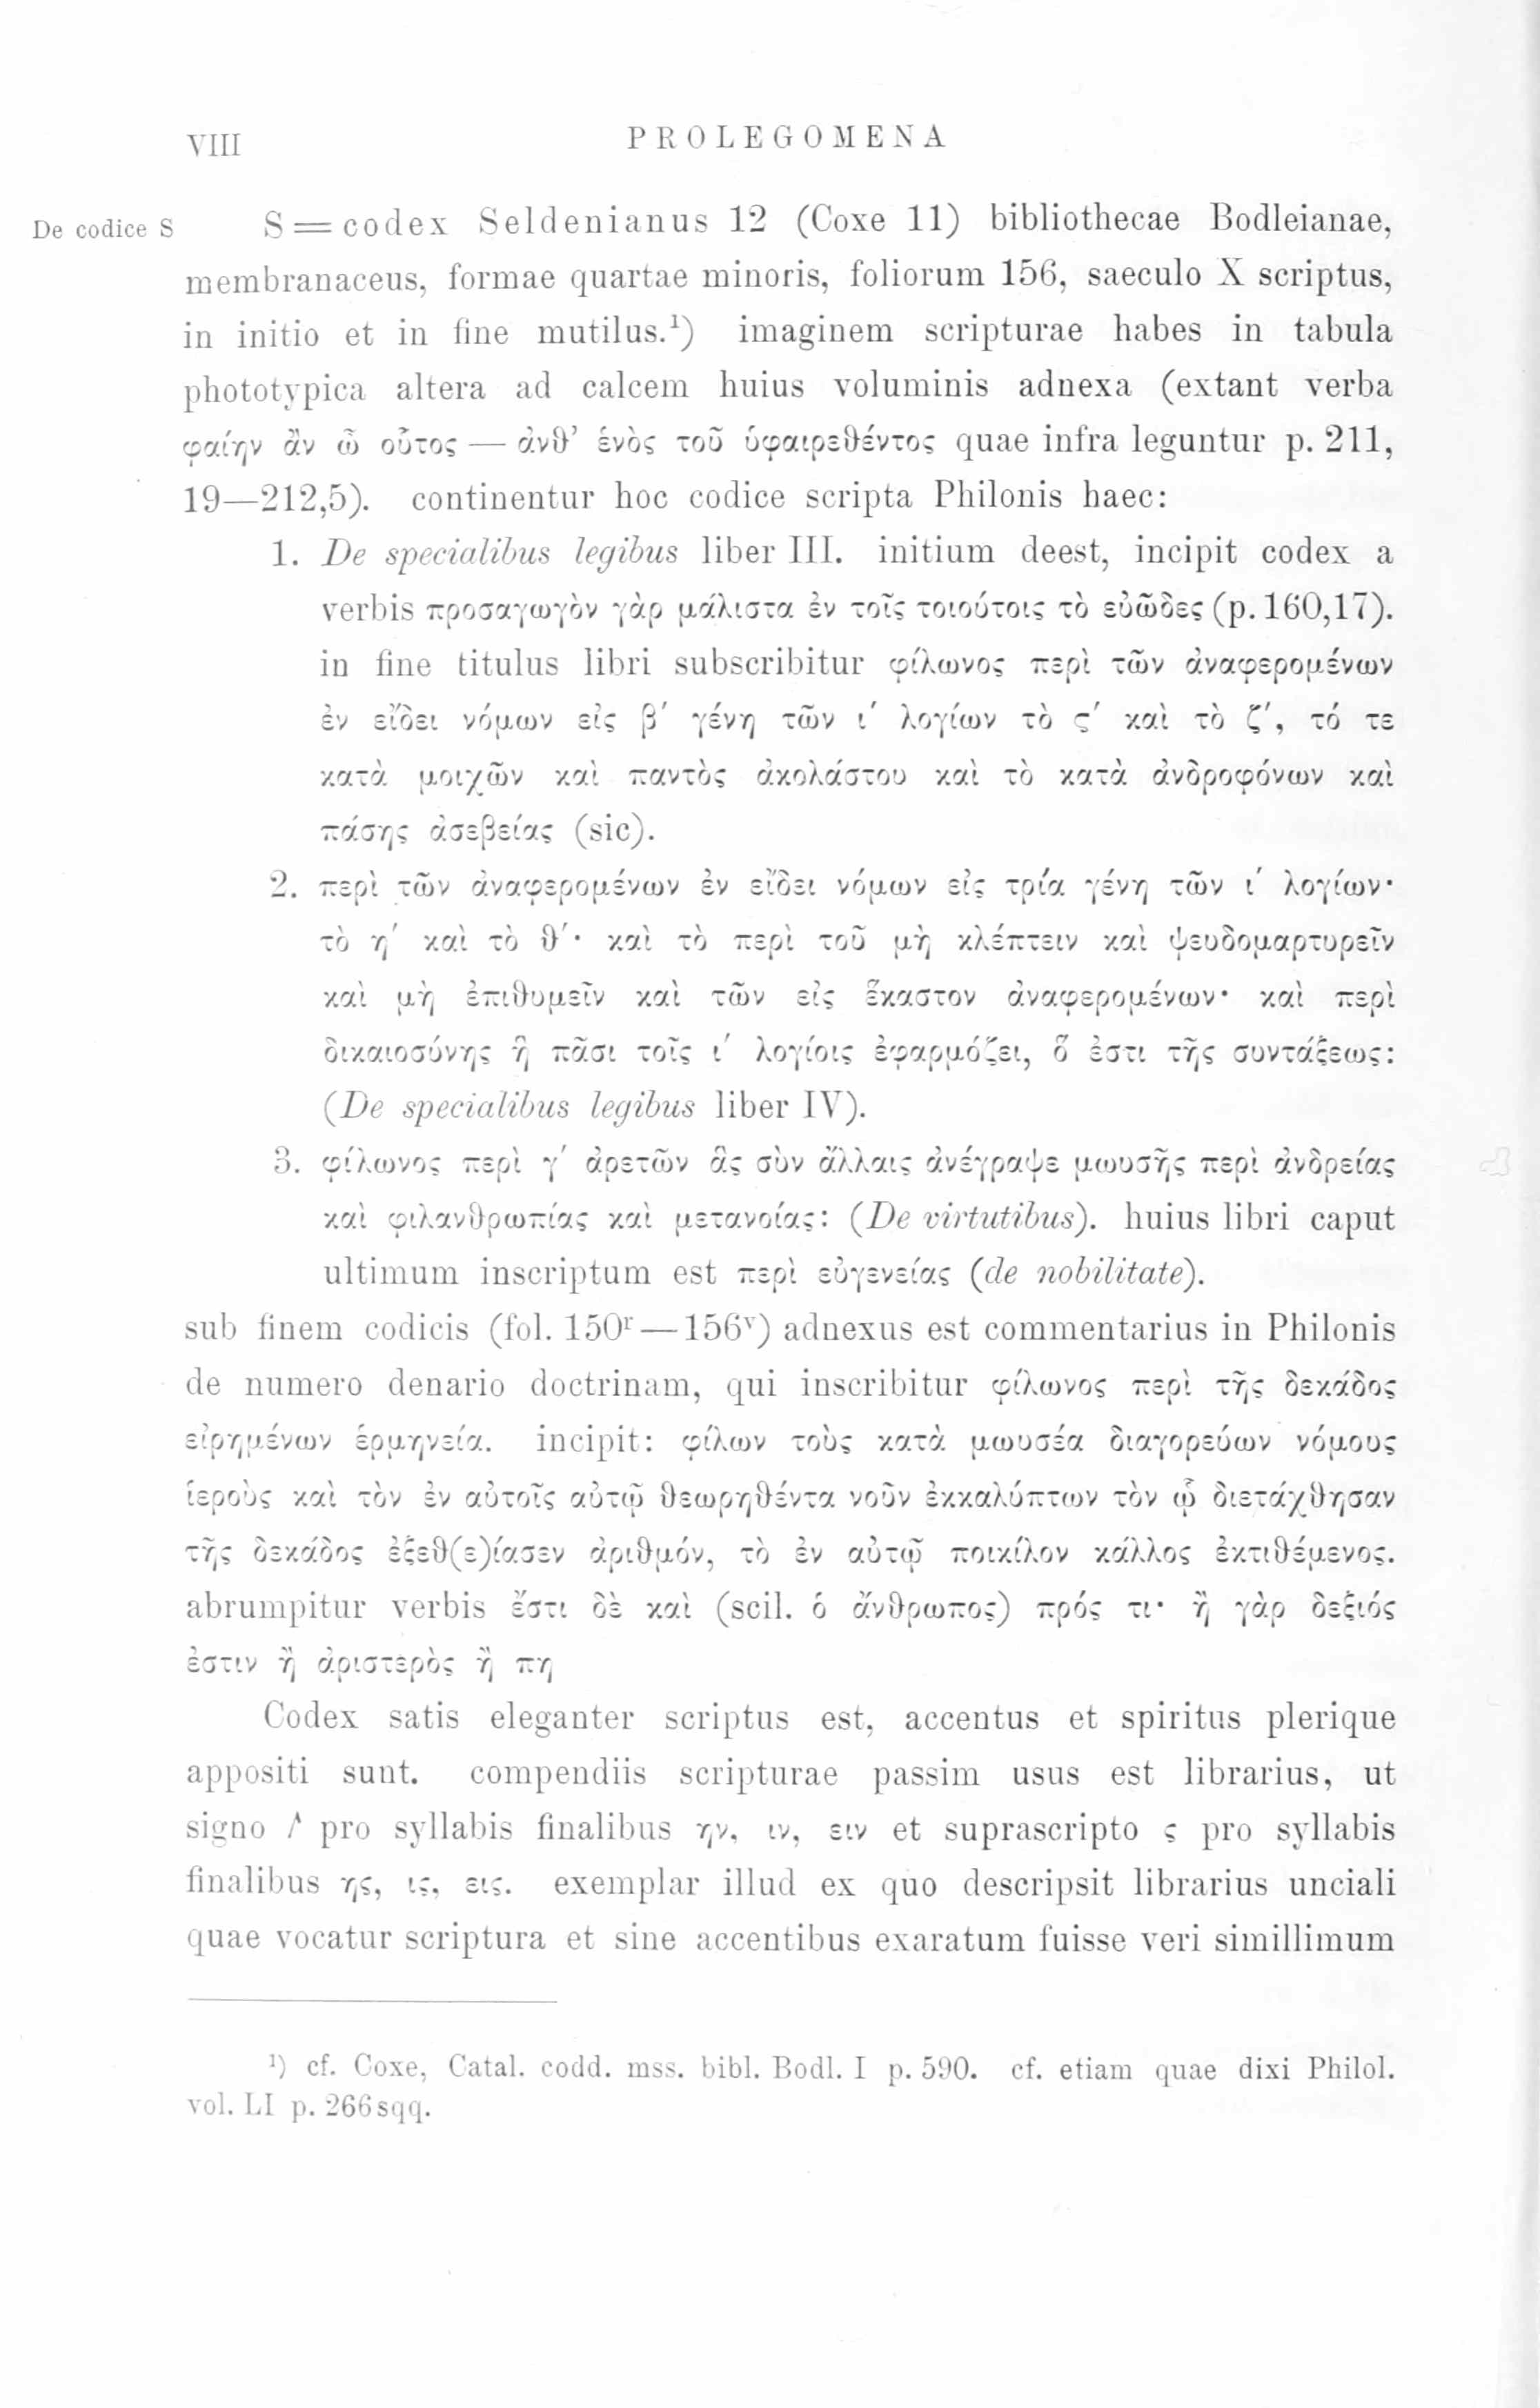 VIII PROLEGOMENA
De codice S S = codex Seldenianus 12 (Coxe 11) bibliothecae Bodleianae,
membranaceus, formae quartae minoris, foliorum 156, saeculo X scriptus,
in initio et in fine mutilus.¹) imaginem scripturae habes in tabula
phototypica altera ad calcem huius voluminis adnexa (extant verba
φαίην ἂν ὦ οὗτος — ἀνθ’ ἑνὸς τοῦ ὑφαιρεθέντος quae infra leguntur p. 211,
19—212,5). continentur hoc codice scripta Philonis haec:
1. De specialibus legibus liber III. initium deest, incipit codex a
verbis προσαγωγὸν γὰρ μάλιστα ἐν τοῖς τοιούτοις τὸ εὐῶδες (p. 160,17).
in fine titulus libri subscribitur φίλωνος περὶ τῶν ἀναφερομένων
ἐν εἴδει νόμων εἰς β΄ γένη τῶν ι΄ λογίων τὸ ς΄ καὶ τὸ ζ΄, τό τε
κατὰ μοιχῶν καὶ παντὸς ἀκολάστου καὶ τὸ κατὰ ἀνδροφόνων καὶ
πάσης ἀσεβείας (sic).
2. περὶ τῶν ἀναφερομένων ἐν εἴδει νόμων εἰς τρία γένη τῶν ι΄ λογίων·
τὸ η΄ καὶ τὸ θ΄· καὶ τὸ περὶ τοῦ μὴ κλέπτειν καὶ ψευδομαρτυρεῖν
καὶ μὴ ἐπιθυμεῖν καὶ τῶν εἰς ἕκαστον ἀναφερομένων· καὶ περὶ
δικαιοσύνης ἣ πᾶσι τοῖς ι΄ λογίοις ἐφαρμόζει, ὅ ἐστι τῆς συντάξεως:
(De specialibus legibus liber IV).
3. φίλωνος περὶ γ΄ ἀρετῶν ἃς σὺν ἄλλαις ἀνέγραψε μωυσῆς περὶ ἀνδρείας
καὶ φιλανθρωπίας καὶ μετανοίας: (De virtutibus). huius libri caput
ultimum inscriptum est περὶ εὐγενείας (de nobilitate).
sub finem codicis (fol. 150ʳ — 156ᵛ) adnexus est commentarius in Philonis
de numero denario doctrinam, qui inscribitur φίλωνος περὶ τῆς δεκάδος
εἰρημένων ἑρμηνεία. incipit: φίλων τοὺς κατὰ μωυσέα διαγορεύων νόμους
ἱεροὺς καὶ τὸν ἐν αὐτοῖς αὐτῷ θεωρηθέντα νοῦν ἐκκαλύπτων τὸν ᾧ διετάχθησαν
τῆς δεκάδος ἐξεθ(ε)ίασεν ἀριθμόν, τὸ ἐν αὐτῷ ποικίλον κάλλος ἐκτιθέμενος.
abrumpitur verbis ἔστι δὲ καὶ (scil. ὁ ἄνθρωπος) πρός τι· ἢ γὰρ δεξιός
ἐστιν ἢ ἀριστερὸς ἢ πη
Codex satis eleganter scriptus est, accentus et spiritus plerique
appositi sunt. compendiis scripturae passim usus est librarius, ut
signo pro syllabis finalibus ην, ιν, ειν et suprascripto ς pro syllabis
finalibus ης, ις, εις. exemplar illud ex quo descripsit librarius unciali
quae vocatur scriptura et sine accentibus exaratum fuisse veri simillimum
¹) cf. Coxe, Catal. codd. mss. bibl. Bodl. I p. 590. cf. etiam quae dixi Philol.
vol. LI p. 266 sqq.